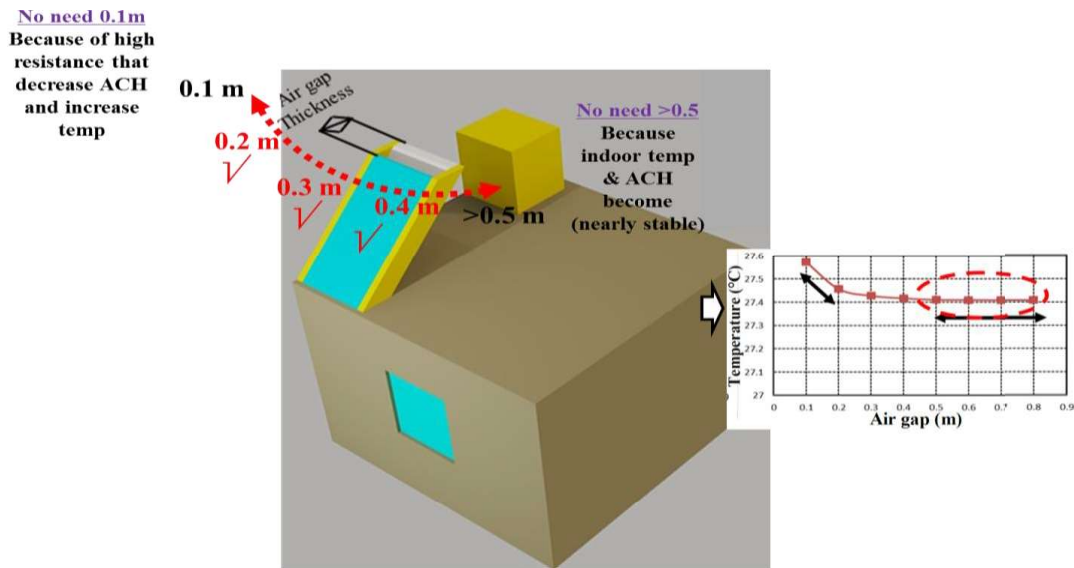 No need 0.1m
Because of high
resistance that
decrease ACH
and increase
temp
0.1 m
Air gap
Thickness
0.2 m
√
0.3 m
√
0.4 m
√
>0.5 m
No need >0.5
Because
indoor temp
& ACH
become
(nearly stable)
Temperature (°C)
27.6
27.5
27.4
27.3
27.2
27.1
27
0 0.1 0.2 0.3 0.4 0.5 0.6 0.7 0.8 0.9
Air gap (m)